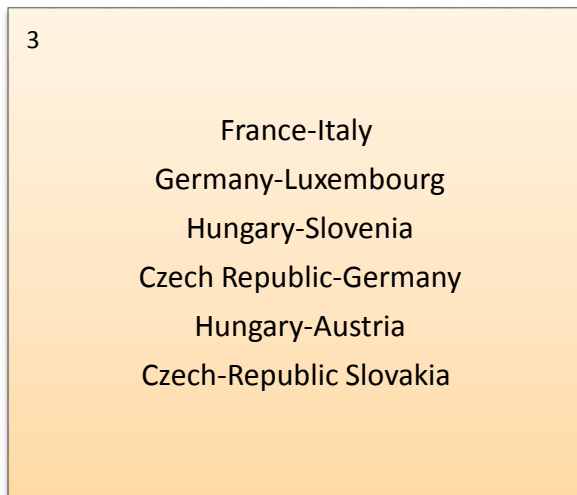 3
France-Italy
Germany-Luxembourg
Hungary-Slovenia
Czech Republic-Germany
Hungary-Austria
Czech-Republic Slovakia